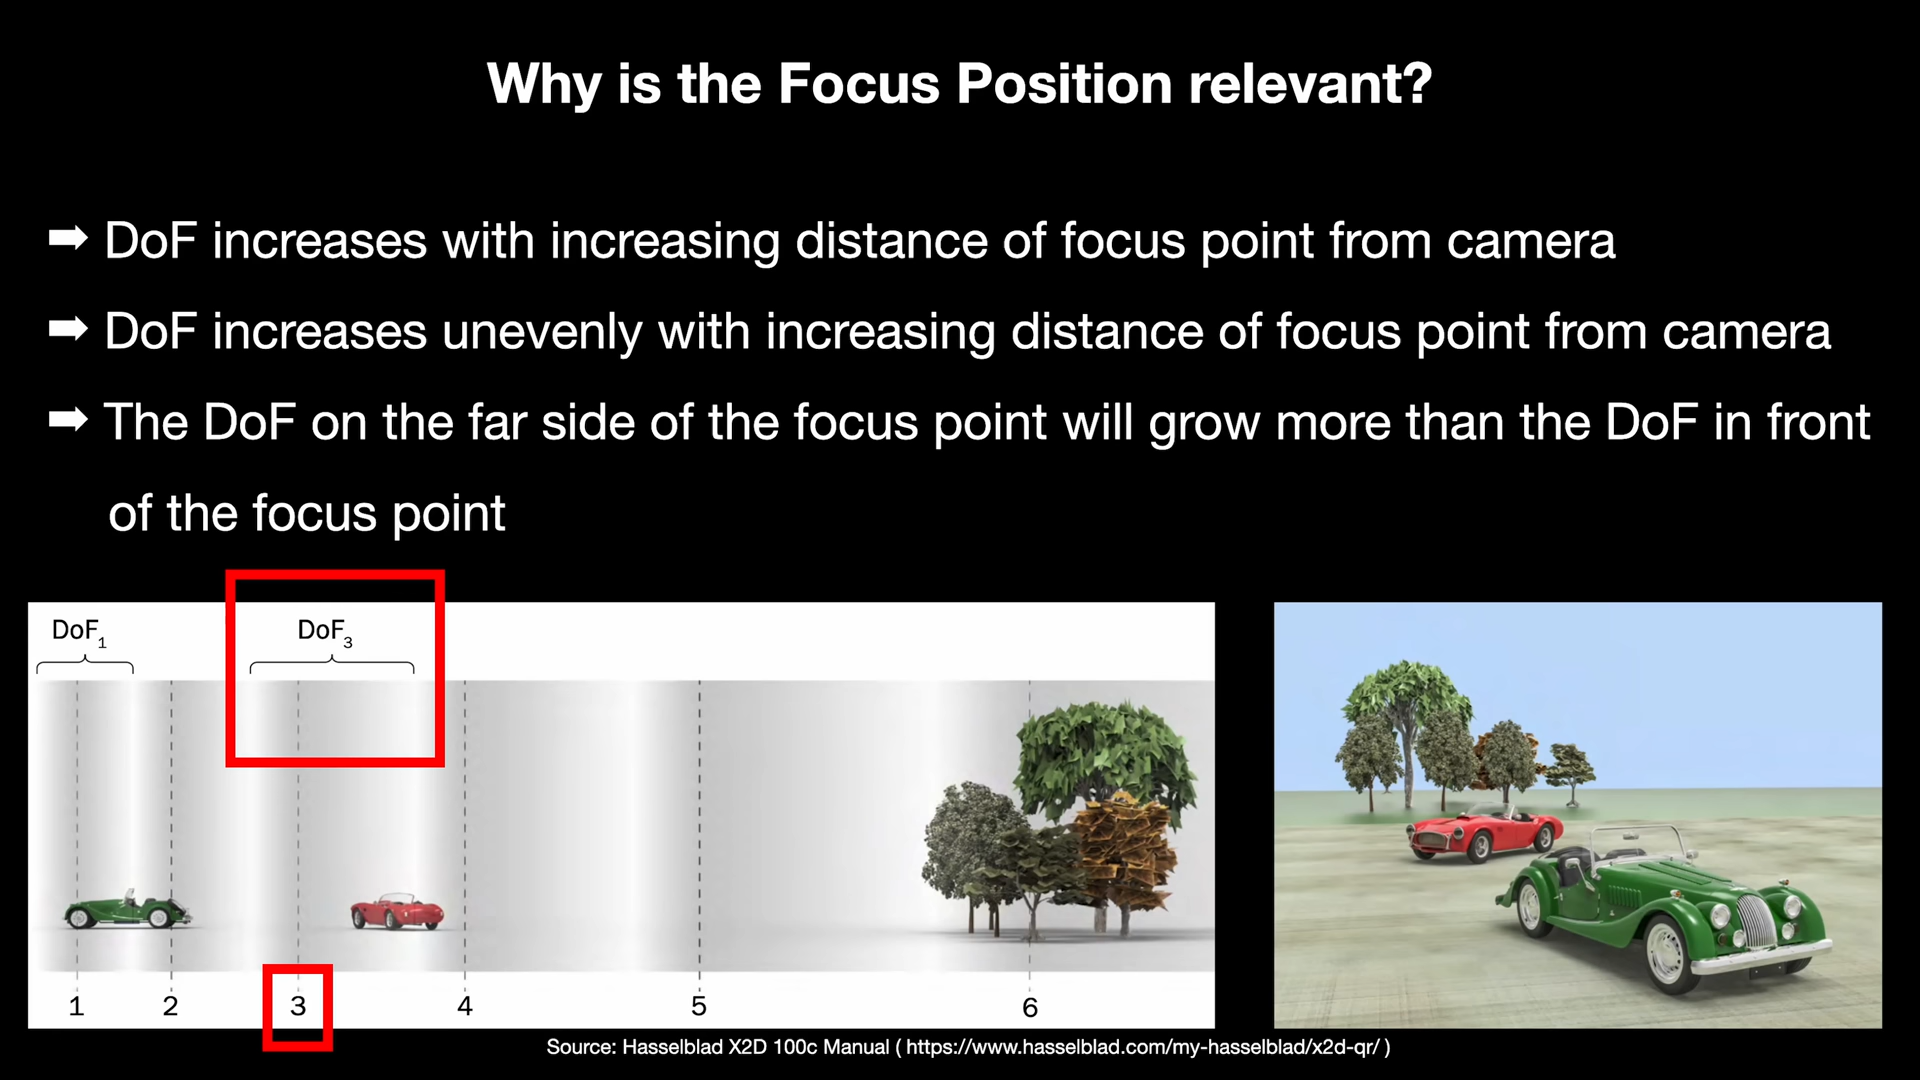 Why is the Focus Position relevant?
➡ DoF increases with increasing distance of focus point from camera
➡ DoF increases unevenly with increasing distance of focus point from camera
➡ The DoF on the far side of the focus point will grow more than the DoF in front
of the focus point
DoF1 DoF3
1 2 3 4 5 6
Source: Hasselblad X2D 100c Manual ( https://www.hasselblad.com/my-hasselblad/x2d-qr/ )